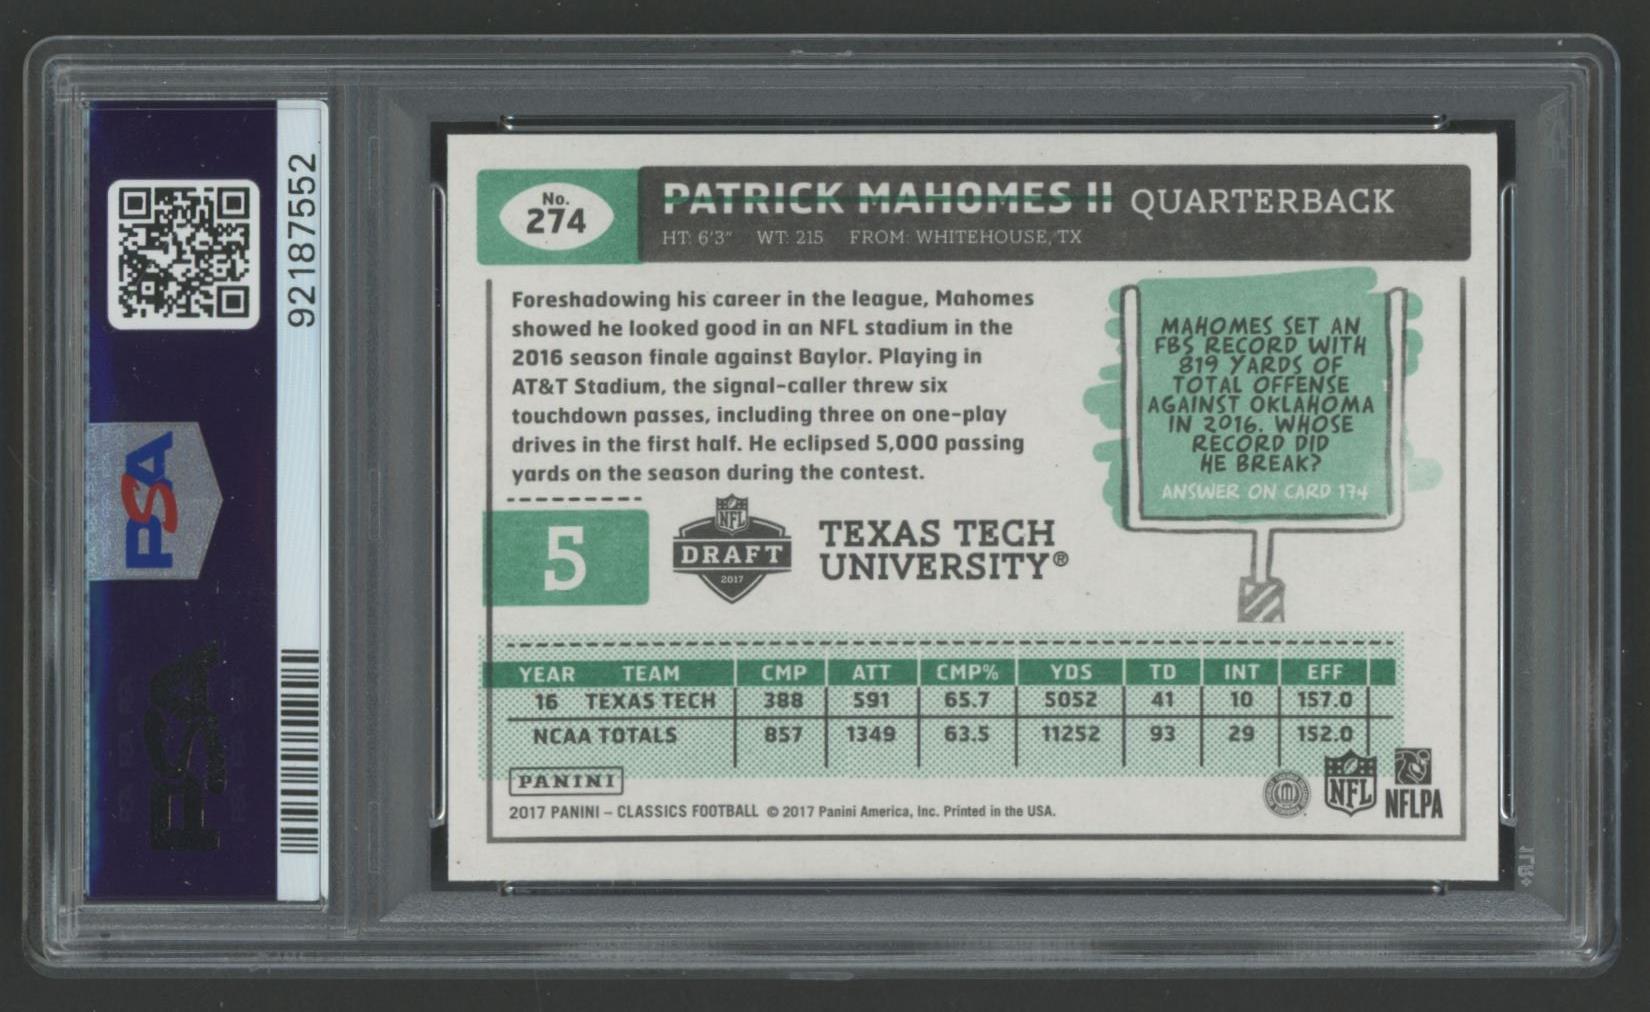 92187552
PSA
PSA
No.
274
PATRICK MAHOMES II QUARTERBACK
HT: 6'3" WT: 215 FROM: WHITEHOUSE, TX
Foreshadowing his career in the league, Mahomes
showed he looked good in an NFL stadium in the
2016 season finale against Baylor. Playing in
AT&T Stadium, the signal-caller threw six
touchdown passes, including three on one-play
drives in the first half. He eclipsed 5,000 passing
yards on the season during the contest.
MAHOMES SET AN
FBS RECORD WITH
819 YARDS OF
TOTAL OFFENSE
AGAINST OKLAHOMA
IN 2016. WHOSE
RECORD DID
HE BREAK?
ANSWER ON CARD 174
5
NFL
DRAFT
2017
TEXAS TECH
UNIVERSITY®
YEAR TEAM CMP ATT CMP% YDS TD INT EFF
16 TEXAS TECH 388 591 65.7 5052 41 10 157.0
NCAA TOTALS 857 1349 63.5 11252 93 29 152.0
PANINI
2017 PANINI – CLASSICS FOOTBALL © 2017 Panini America, Inc. Printed in the USA.
NFL
NFLPA